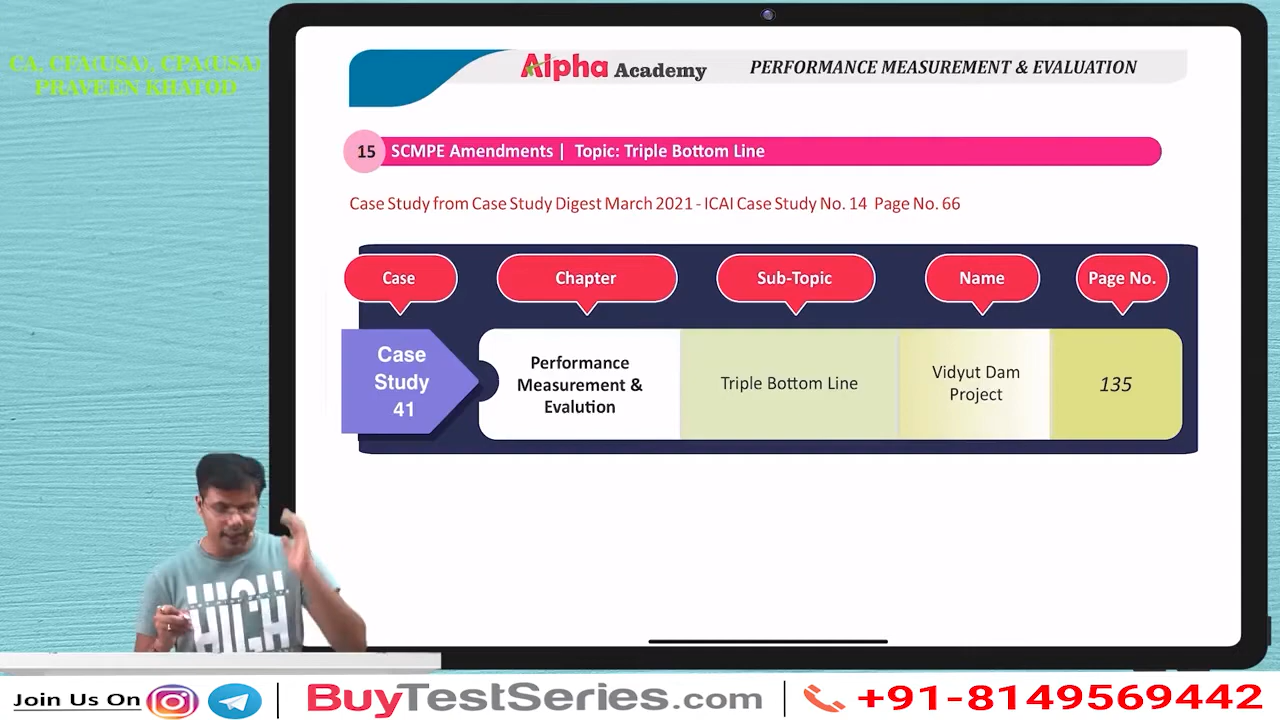 CA, CFA(USA), CPA(USA)
PRAVEEN KHATOD
Alpha Academy
PERFORMANCE MEASUREMENT & EVALUATION
15 SCMPE Amendments | Topic: Triple Bottom Line
Case Study from Case Study Digest March 2021 - ICAI Case Study No. 14 Page No. 66
Case Chapter Sub-Topic Name Page No.
Case
Study
41
Performance
Measurement &
Evalution
Triple Bottom Line
Vidyut Dam
Project
135
HIGH
Join Us On
BuyTestSeries.com
+91-8149569442